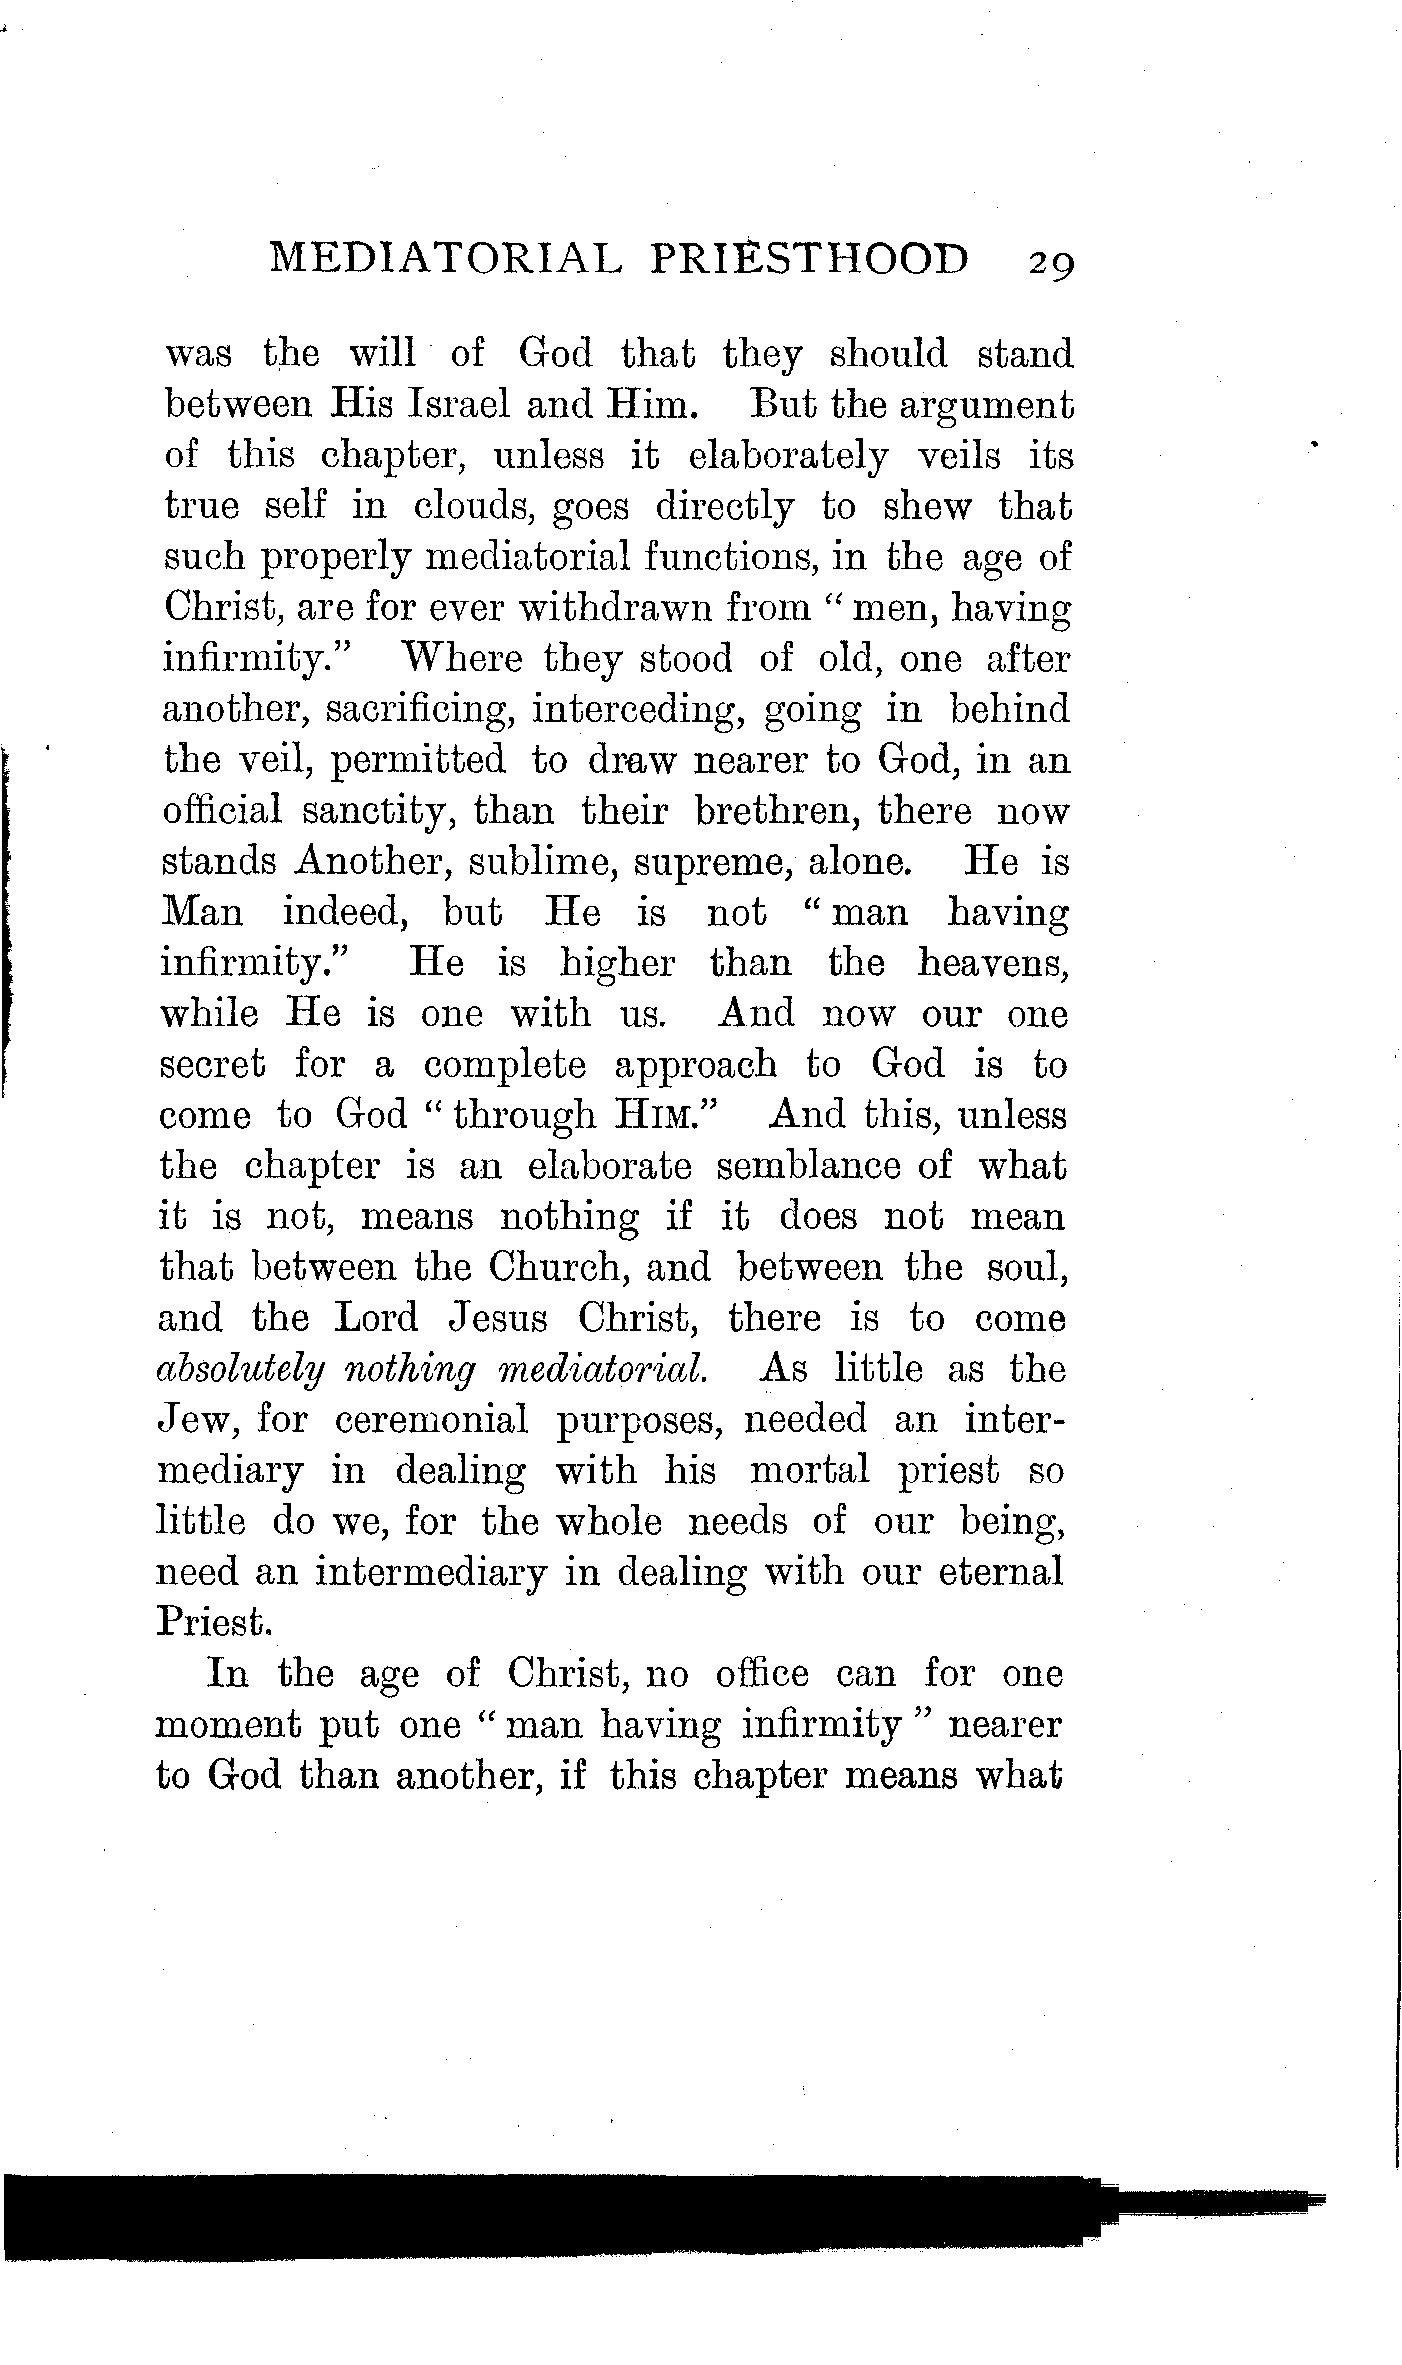 MEDIATORIAL PRIESTHOOD 29
was the will of God that they should stand
between His Israel and Him. But the argument
of this chapter, unless it elaborately veils its
true self in clouds, goes directly to shew that
such properly mediatorial functions, in the age of
Christ, are for ever withdrawn from “ men, having
infirmity.” Where they stood of old, one after
another, sacrificing, interceding, going in behind
the veil, permitted to draw nearer to God, in an
official sanctity, than their brethren, there now
stands Another, sublime, supreme, alone. He is
Man indeed, but He is not “ man having
infirmity.” He is higher than the heavens,
while He is one with us. And now our one
secret for a complete approach to God is to
come to God “ through HIM.” And this, unless
the chapter is an elaborate semblance of what
it is not, means nothing if it does not mean
that between the Church, and between the soul,
and the Lord Jesus Christ, there is to come
absolutely nothing mediatorial. As little as the
Jew, for ceremonial purposes, needed an inter-
mediary in dealing with his mortal priest so
little do we, for the whole needs of our being,
need an intermediary in dealing with our eternal
Priest.
In the age of Christ, no office can for one
moment put one “ man having infirmity ” nearer
to God than another, if this chapter means what